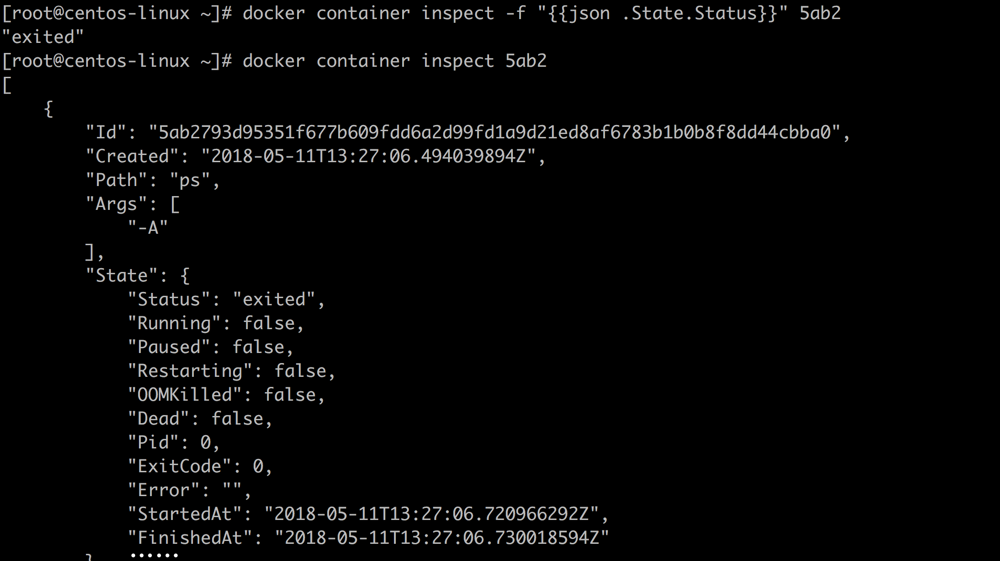 [root@centos-linux ~]# docker container inspect -f "{{json .State.Status}}" 5ab2
"exited"
[root@centos-linux ~]# docker container inspect 5ab2
[
    {
        "Id": "5ab2793d95351f677b609fdd6a2d99fd1a9d21ed8af6783b1b0b8f8dd44cbba0",
        "Created": "2018-05-11T13:27:06.494039894Z",
        "Path": "ps",
        "Args": [
            "-A"
        ],
        "State": {
            "Status": "exited",
            "Running": false,
            "Paused": false,
            "Restarting": false,
            "OOMKilled": false,
            "Dead": false,
            "Pid": 0,
            "ExitCode": 0,
            "Error": "",
            "StartedAt": "2018-05-11T13:27:06.720966292Z",
            "FinishedAt": "2018-05-11T13:27:06.730018594Z"
        }   ......